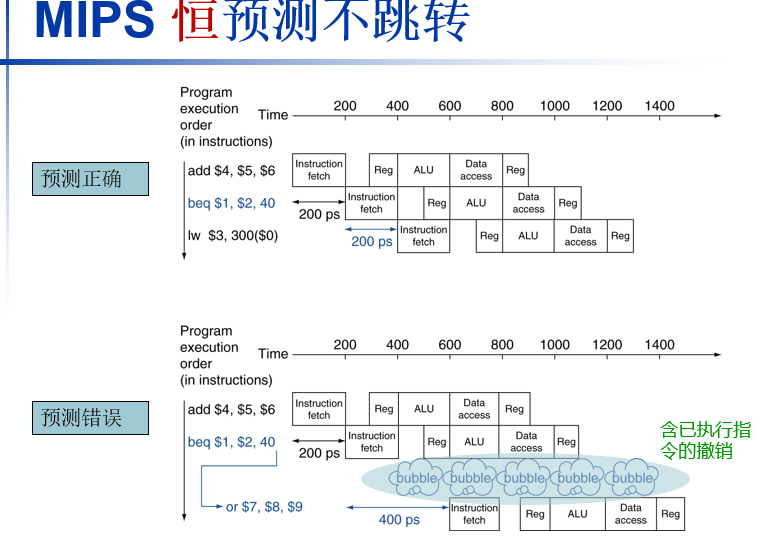 MIPS 恒预测不跳转
Program
execution
order
(in instructions)
Time
200 400 600 800 1000 1200 1400
预测正确
add $4, $5, $6
Instruction
fetch
Reg
ALU
Data
access
Reg
beq $1, $2, 40
200 ps
Instruction
fetch
Reg
ALU
Data
access
Reg
lw $3, 300($0)
200 ps
Instruction
fetch
Reg
ALU
Data
access
Reg
Program
execution
order
(in instructions)
Time
200 400 600 800 1000 1200 1400
预测错误
add $4, $5, $6
Instruction
fetch
Reg
ALU
Data
access
Reg
beq $1, $2, 40
200 ps
Instruction
fetch
Reg
ALU
Data
access
Reg
含已执行指
令的撤销
bubble bubble bubble bubble bubble
or $7, $8, $9
400 ps
Instruction
fetch
Reg
ALU
Data
access
Reg